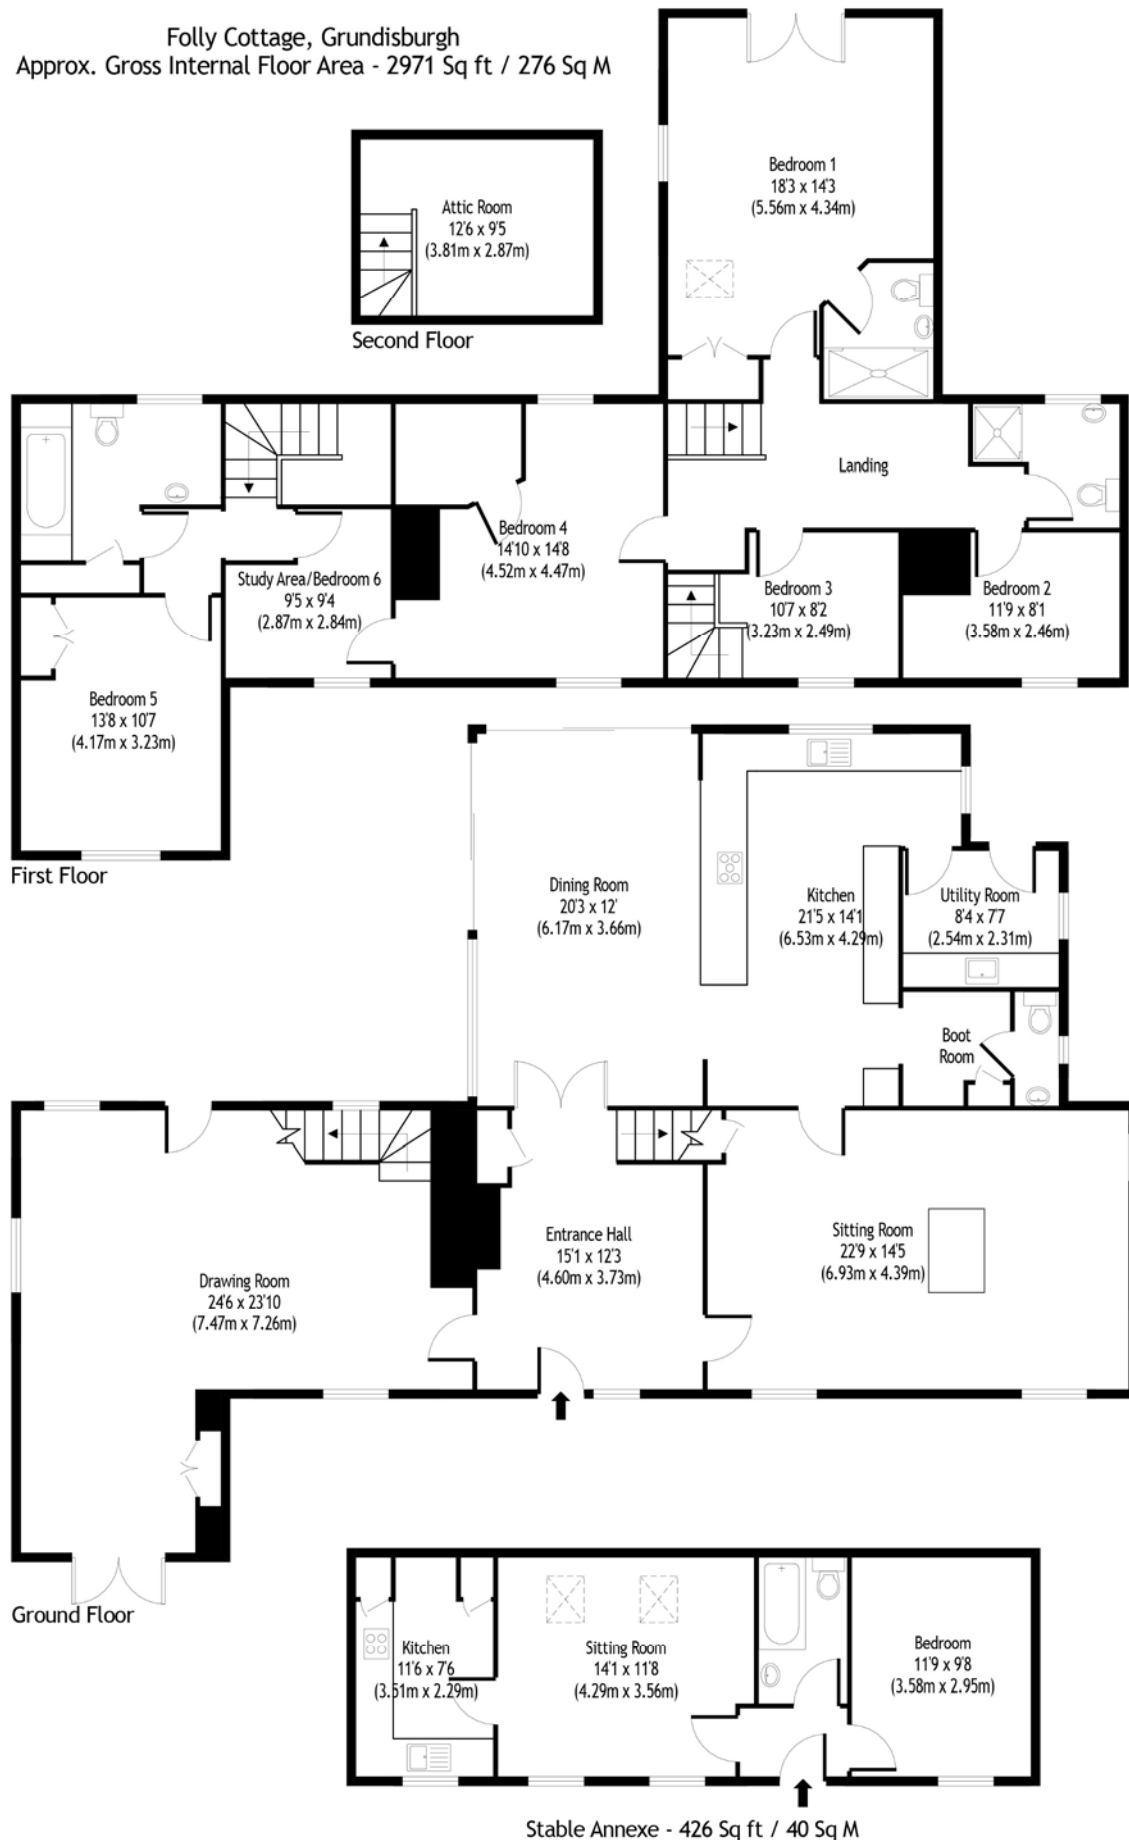 Folly Cottage, Grundisburgh
Approx. Gross Internal Floor Area - 2971 Sq ft / 276 Sq M
Bedroom 1
18'3 x 14'3
(5.56m x 4.34m)
Attic Room
12'6 x 9'5
(3.81m x 2.87m)
Second Floor
Landing
Bedroom 4
14'10 x 14'8
(4.52m x 4.47m)
Study Area/Bedroom 6
9'5 x 9'4
(2.87m x 2.84m)
Bedroom 3
10'7 x 8'2
(3.23m x 2.49m)
Bedroom 2
11'9 x 8'1
(3.58m x 2.46m)
Bedroom 5
13'8 x 10'7
(4.17m x 3.23m)
First Floor
Dining Room
20'3 x 12'
(6.17m x 3.66m)
Kitchen
21'5 x 14'1
(6.53m x 4.29m)
Utility Room
8'4 x 7'7
(2.54m x 2.31m)
Boot
Room
Entrance Hall
15'1 x 12'3
(4.60m x 3.73m)
Sitting Room
22'9 x 14'5
(6.93m x 4.39m)
Drawing Room
24'6 x 23'10
(7.47m x 7.26m)
Ground Floor
Kitchen
11'6 x 7'6
(3.51m x 2.29m)
Sitting Room
14'1 x 11'8
(4.29m x 3.56m)
Bedroom
11'9 x 9'8
(3.58m x 2.95m)
Stable Annexe - 426 Sq ft / 40 Sq M